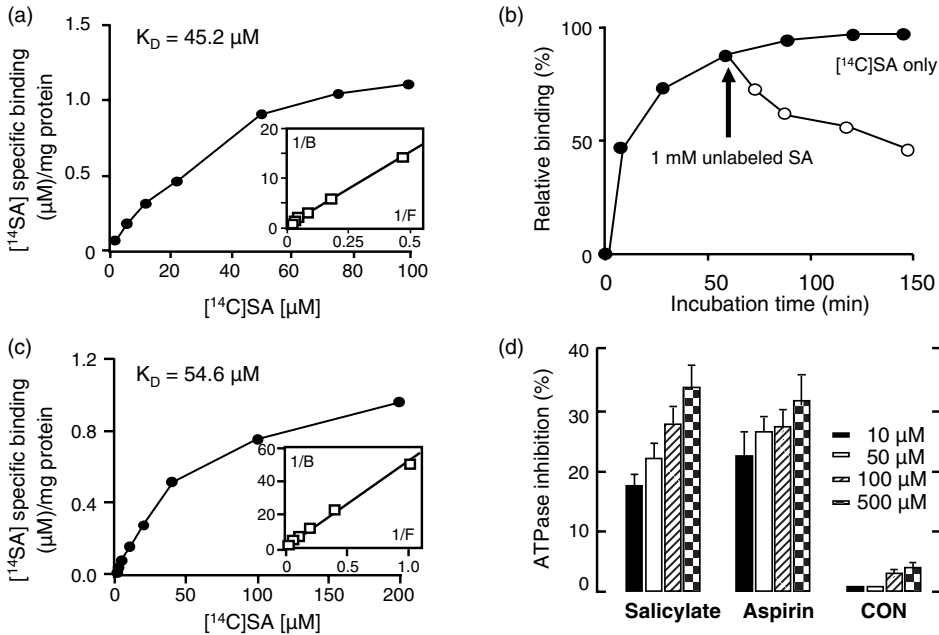 (a)
K_D = 45.2 µM
[¹⁴SA] specific binding
(µM)/mg protein
1.5
1.0
0.5
0
0 20 40 60 80 100
[¹⁴C]SA [µM]
20
1/B
10
0
1/F
0 0.25 0.5
(b)
Relative binding (%)
100
50
0
[¹⁴C]SA only
1 mM unlabeled SA
0 50 100 150
Incubation time (min)
(c)
K_D = 54.6 µM
[¹⁴SA] specific binding
(µM)/mg protein
1.2
0.8
0.4
0.0
0 50 100 200
[¹⁴C]SA [µM]
60
1/B
40
20
0
1/F
0 0.5 1.0
(d)
ATPase inhibition (%)
40
30
20
10
0
10 µM
50 µM
100 µM
500 µM
Salicylate Aspirin CON